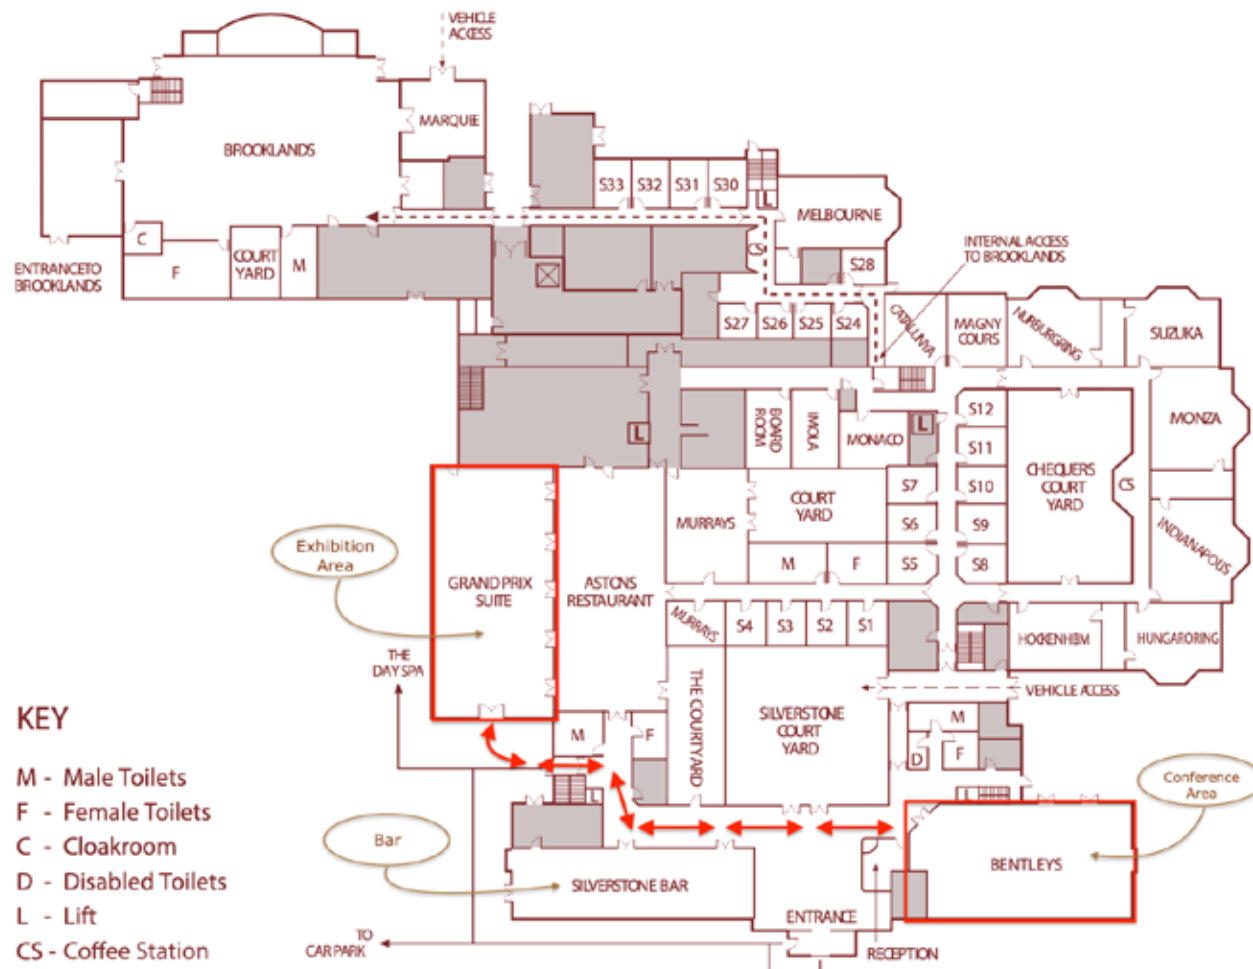 VEHICLE
ACCESS
MARQUEE
BROOKLANDS
S33
S32
S31
S30
L
MELBOURNE
C
F
COURT
YARD
M
CS
S28
INTERNAL ACCESS
TO BROOKLANDS
ENTRANCETO
BROOKLANDS
S27
S26
S25
S24
CATALUNYA
MAGNY
COURS
NURBURGRING
SUZUKA
L
BOARD
ROOM
IMOLA
MONACO
L
S12
S11
MONZA
CHEQUERS
COURT
YARD
CS
S7
S10
MURRAYS
COURT
YARD
S6
S9
INDIANAPOLIS
Exhibition
Area
GRAND PRIX
SUITE
ASTONS
RESTAURANT
M
F
S5
S8
MURRAYS
S4
S3
S2
S1
HOCKENHEIM
HUNGARORING
THE
DAY SPA
THE COURTYARD
VEHICLE ACCESS
SILVERSTONE
COURT
YARD
M
F
M
D
F
KEY
M - Male Toilets
F - Female Toilets
C - Cloakroom
D - Disabled Toilets
L - Lift
CS - Coffee Station
L
L
Conference
Area
Bar
SILVERSTONE BAR
BENTLEYS
ENTRANCE
TO
CAR PARK
RECEPTION